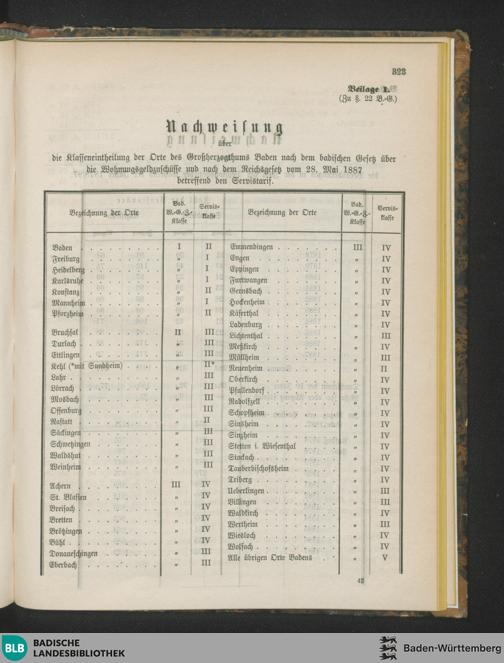 323
Beilage 1.
(Zu §. 22 B.-G.)
Nachweisung
über
die Klasseneintheilung der Orte des Großherzogthums Baden nach dem badischen Gesetz über
die Wohnungsgeldzuschüsse und nach dem Reichsgesetz vom 28. Mai 1887
betreffend den Servistarif.
Bezeichnung der Orte | Bad. W.-G.-Z.-Klasse | Servis-klasse | Bezeichnung der Orte | Bad. W.-G.-Z.-Klasse | Servis-klasse
Baden . . . I II
Freiburg . . . „ I
Heidelberg . . . „ I
Karlsruhe . . . „ I
Konstanz . . . „ II
Mannheim . . . „ I
Pforzheim . . . „ II
Bruchsal . . . II III
Durlach . . . „ III
Ettlingen . . . „ III
Kehl (*mit Sundheim) . . . „ II*
Lahr . . . „ III
Lörrach . . . „ III
Mosbach . . . „ III
Offenburg . . . „ III
Rastatt . . . „ II
Säckingen . . . „ III
Schwetzingen . . . „ III
Waldshut . . . „ III
Weinheim . . . „ III
Achern . . . III IV
St. Blasien . . . „ IV
Breisach . . . „ IV
Bretten . . . „ IV
Brötzingen . . . „ IV
Bühl . . . „ IV
Donaueschingen . . . „ III
Eberbach . . . „ III
Emmendingen . . . III IV
Engen . . . „ IV
Eppingen . . . „ IV
Furtwangen . . . „ IV
Gernsbach . . . „ IV
Hockenheim . . . „ IV
Käferthal . . . „ IV
Ladenburg . . . „ IV
Lichtenthal . . . „ III
Meßkirch . . . „ IV
Müllheim . . . „ III
Neuenheim . . . „ II
Oberkirch . . . „ IV
Pfullendorf . . . „ IV
Radolfzell . . . „ IV
Schopfheim . . . „ IV
Sinsheim . . . „ IV
Sinzheim . . . „ IV
Stetten i. Wiesenthal . . . „ IV
Stockach . . . „ IV
Tauberbischofsheim . . . „ IV
Triberg . . . „ IV
Ueberlingen . . . „ III
Villingen . . . „ III
Waldkirch . . . „ IV
Wertheim . . . „ III
Wiesloch . . . „ IV
Wolfach . . . „ IV
Alle übrigen Orte Badens . . . „ V
42
BLB BADISCHE
LANDESBIBLIOTHEK
Baden-Württemberg